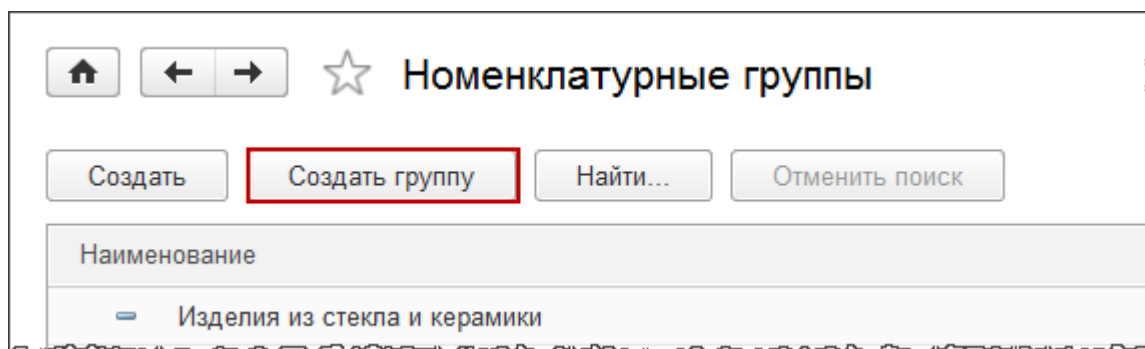 Номенклатурные группы
Создать Создать группу Найти... Отменить поиск
Наименование
Изделия из стекла и керамики